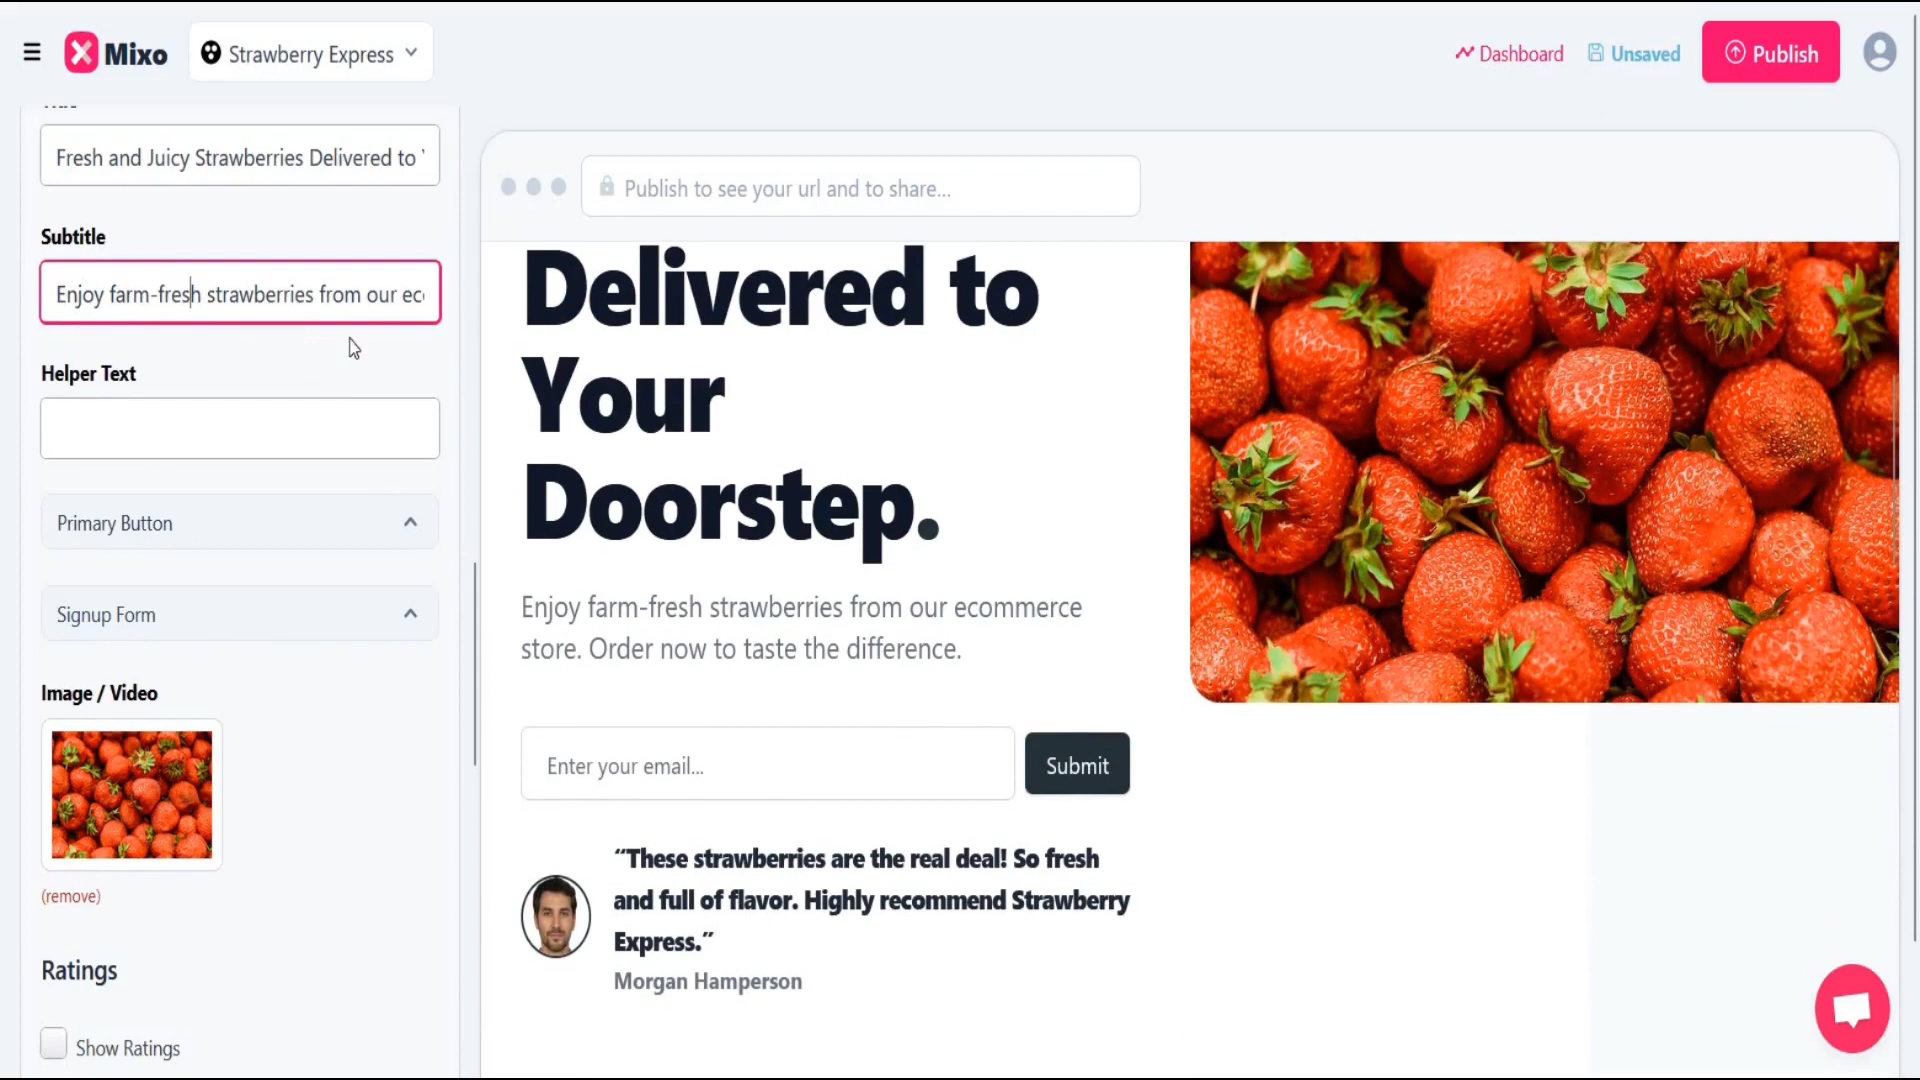 Mixo
Strawberry Express
Dashboard
Unsaved
Publish
Fresh and Juicy Strawberries Delivered to
Subtitle
Enjoy farm-fresh strawberries from our ec
Helper Text
Primary Button
Signup Form
Image / Video
(remove)
Ratings
Show Ratings
Publish to see your url and to share...
Delivered to
Your
Doorstep.
Enjoy farm-fresh strawberries from our ecommerce
store. Order now to taste the difference.
Enter your email...
Submit
“These strawberries are the real deal! So fresh
and full of flavor. Highly recommend Strawberry
Express.”
Morgan Hamperson